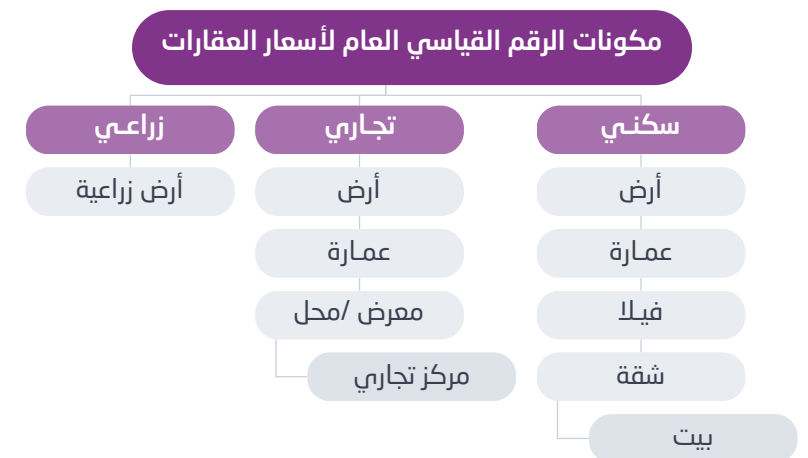 مكونات الرقم القياسي العام لأسعار العقارات
سكنـي
أرض
عمـارة
فيـلا
شقة
بيت
تجـاري
أرض
عمـارة
معرض /محل
مركز تجاري
زراعـي
أرض زراعية